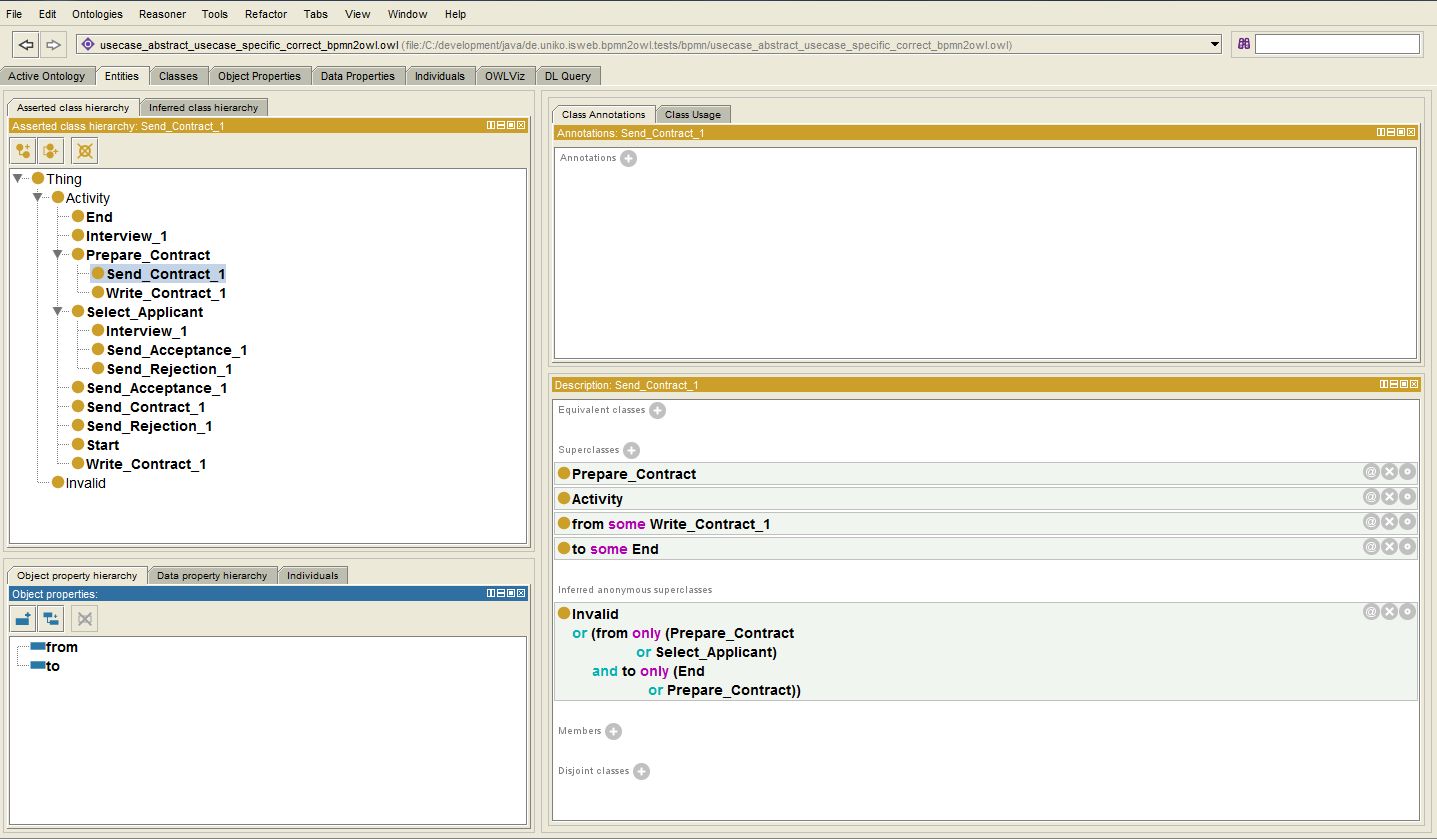 File Edit Ontologies Reasoner Tools Refactor Tabs View Window Help
usecase_abstract_usecase_specific_correct_bpmn2owl.owl (file:/C:/development/java/de.uniko.isweb.bpmn2owl.tests/bpmn/usecase_abstract_usecase_specific_correct_bpmn2owl.owl)
Active Ontology Entities Classes Object Properties Data Properties Individuals OWLViz DL Query
Asserted class hierarchy Inferred class hierarchy
Asserted class hierarchy: Send_Contract_1
Thing
Activity
End
Interview_1
Prepare_Contract
Send_Contract_1
Write_Contract_1
Select_Applicant
Interview_1
Send_Acceptance_1
Send_Rejection_1
Send_Acceptance_1
Send_Contract_1
Send_Rejection_1
Start
Write_Contract_1
Invalid
Object property hierarchy Data property hierarchy Individuals
Object properties:
from
to
Class Annotations Class Usage
Annotations: Send_Contract_1
Annotations
Description: Send_Contract_1
Equivalent classes
Superclasses
Prepare_Contract
Activity
from some Write_Contract_1
to some End
Inferred anonymous superclasses
Invalid
or (from only (Prepare_Contract
or Select_Applicant)
and to only (End
or Prepare_Contract))
Members
Disjoint classes